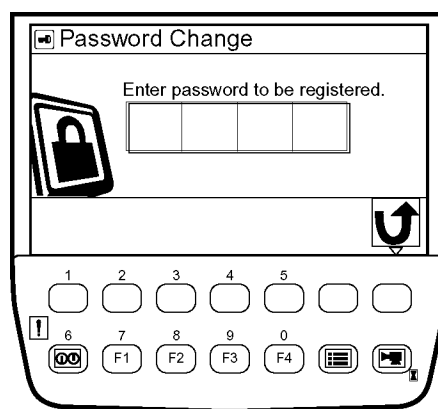 Password Change
Enter password to be registered.
1 2 3 4 5
6 7 8 9 0
F1 F2 F3 F4